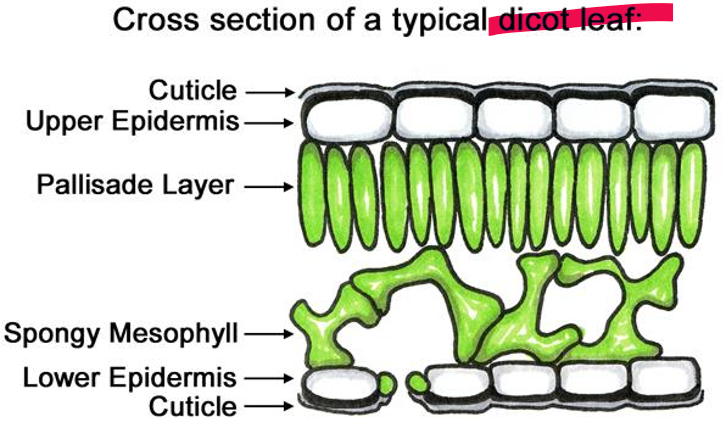 Cross section of a typical dicot leaf:
Cuticle
Upper Epidermis
Pallisade Layer
Spongy Mesophyll
Lower Epidermis
Cuticle